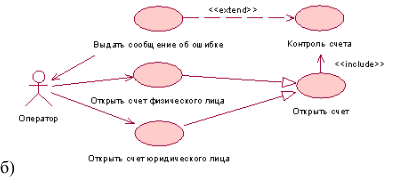 <<extend>>
Выдать сообщение об ошибке
Контроль счета
<<include>>
Открыть счет физического лица
Оператор
Открыть счет
Открыть счет юридического лица
б)